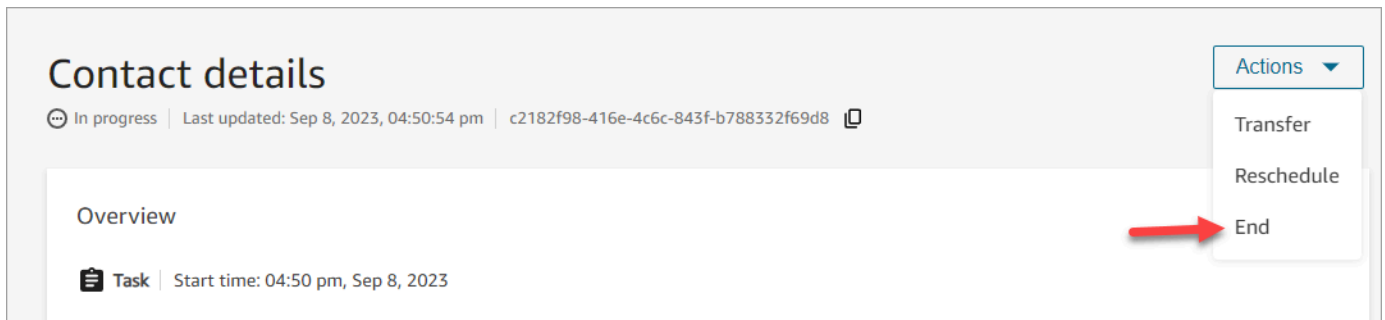 Contact details
Actions
In progress Last updated: Sep 8, 2023, 04:50:54 pm c2182f98-416e-4c6c-843f-b788332f69d8
Transfer
Reschedule
End
Overview
Task Start time: 04:50 pm, Sep 8, 2023